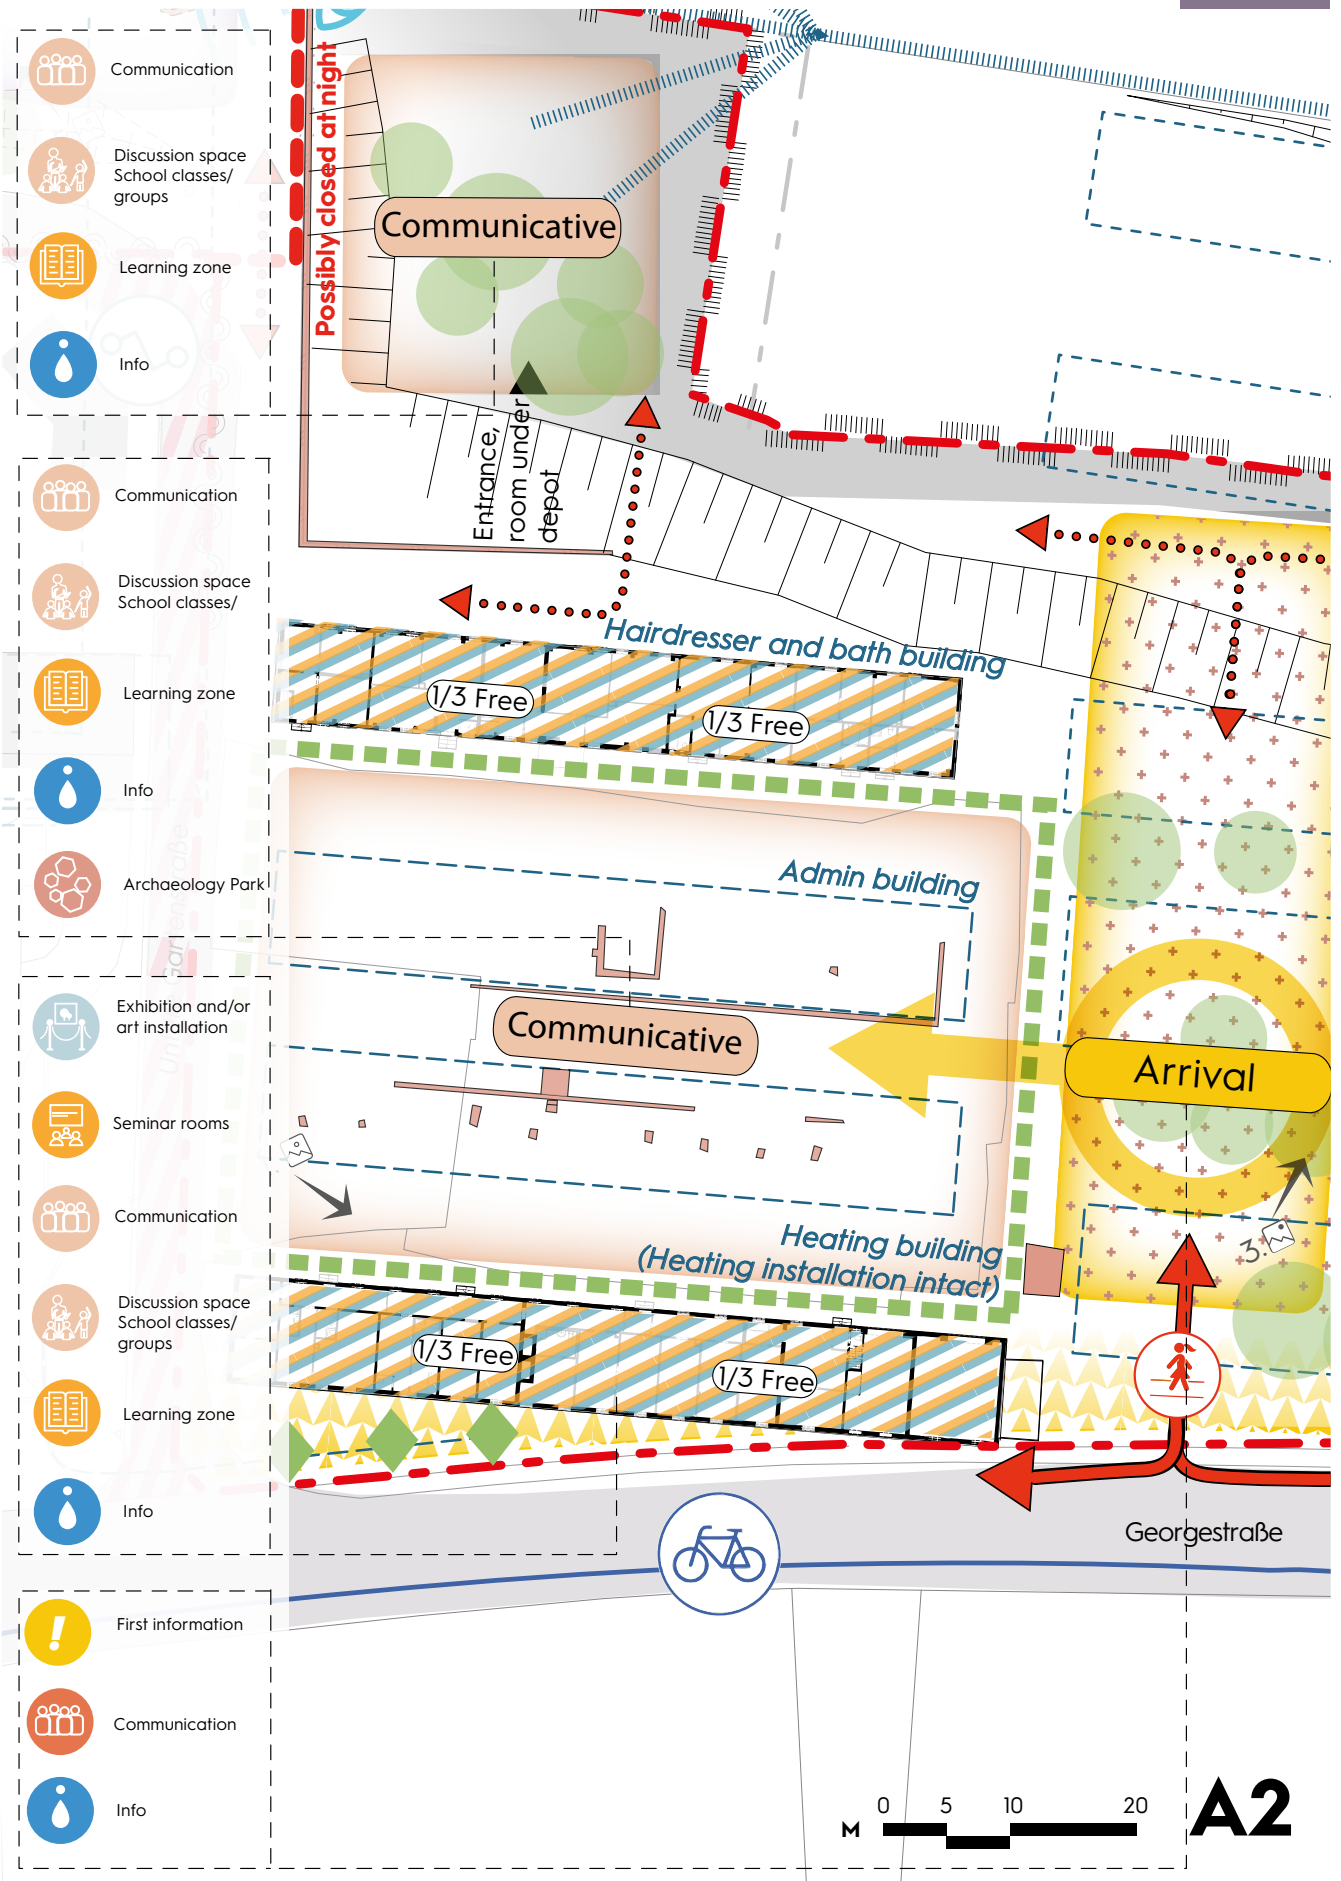 Communication
Discussion space
School classes/
groups
Learning zone
Info
Possibly closed at night
Communicative
Entrance,
room under
depot
Communication
Discussion space
School classes/
Learning zone
Info
Archaeology Park
Hairdresser and bath building
1/3 Free
1/3 Free
Admin building
Communicative
Arrival
Heating building
(Heating installation intact)
3.
1/3 Free
1/3 Free
Exhibition and/or
art installation
Seminar rooms
Communication
Discussion space
School classes/
groups
Learning zone
Info
Georgestraße
First information
Communication
Info
M
0 5 10 20
A2